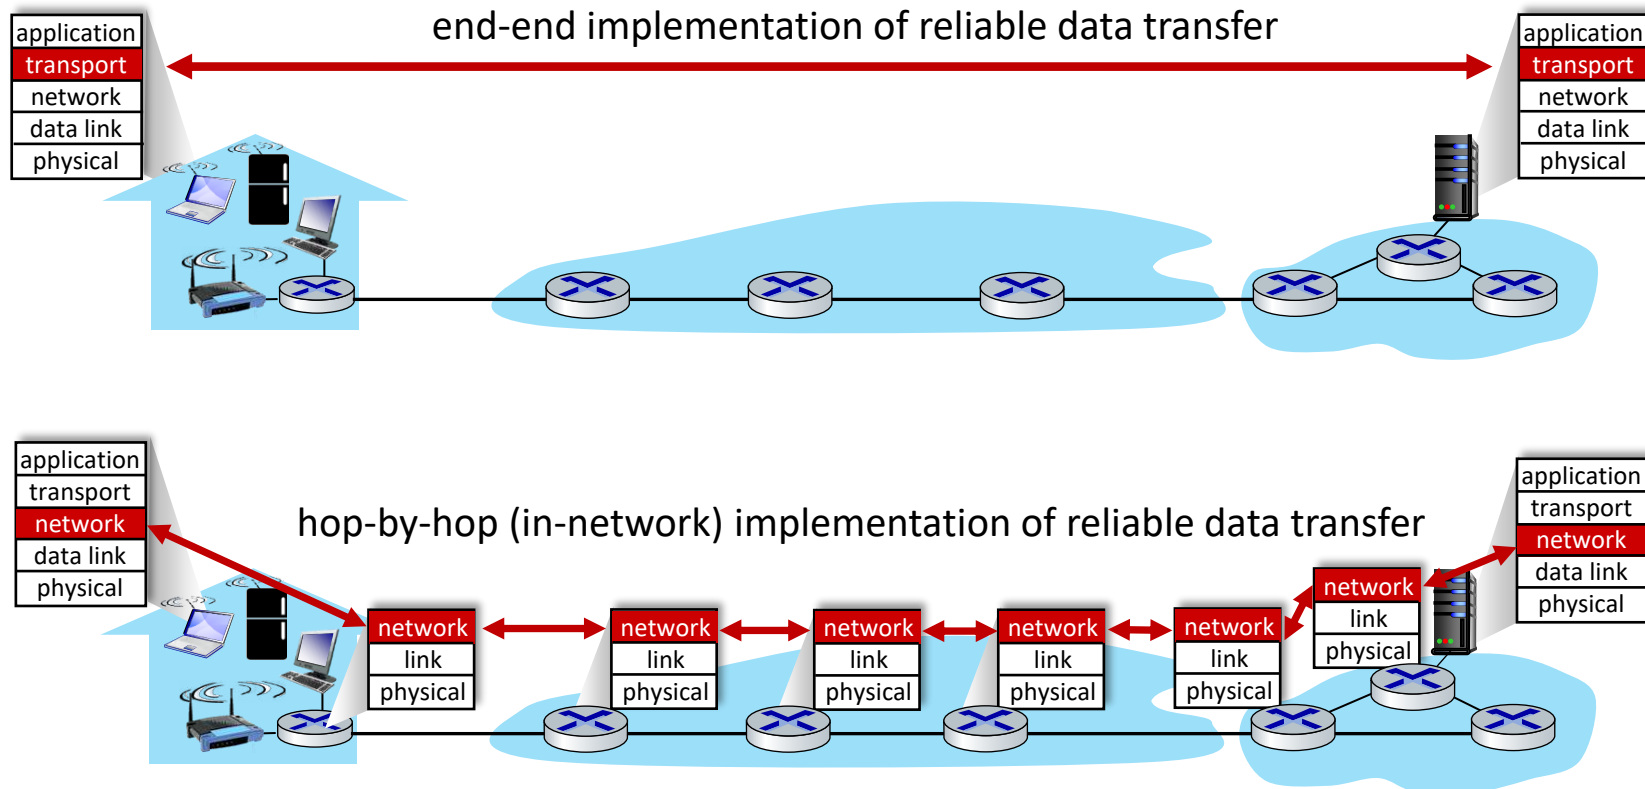 end-end implementation of reliable data transfer
application
transport
network
data link
physical
application
transport
network
data link
physical
hop-by-hop (in-network) implementation of reliable data transfer
application
transport
network
data link
physical
network
link
physical
network
link
physical
network
link
physical
network
link
physical
network
link
physical
network
link
physical
application
transport
network
data link
physical